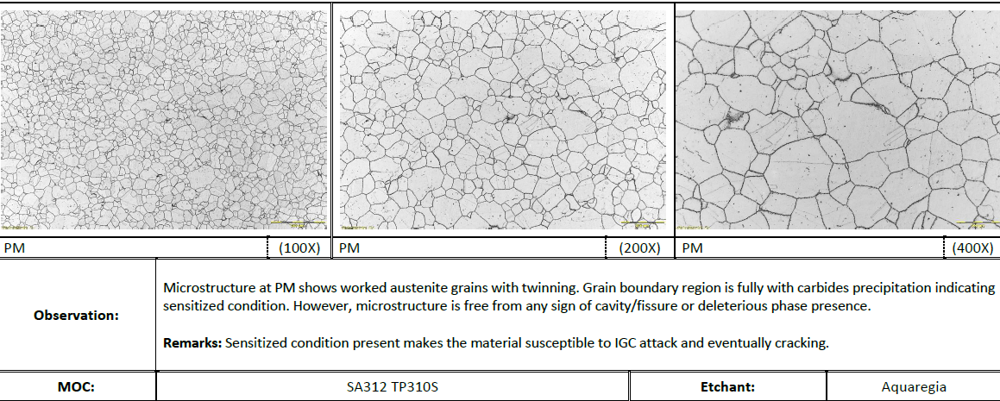 PM (100X) PM (200X) PM (400X)
Observation:
Microstructure at PM shows worked austenite grains with twinning. Grain boundary region is fully with carbides precipitation indicating
sensitized condition. However, microstructure is free from any sign of cavity/fissure or deleterious phase presence.
Remarks: Sensitized condition present makes the material susceptible to IGC attack and eventually cracking.
MOC: SA312 TP310S Etchant: Aquaregia